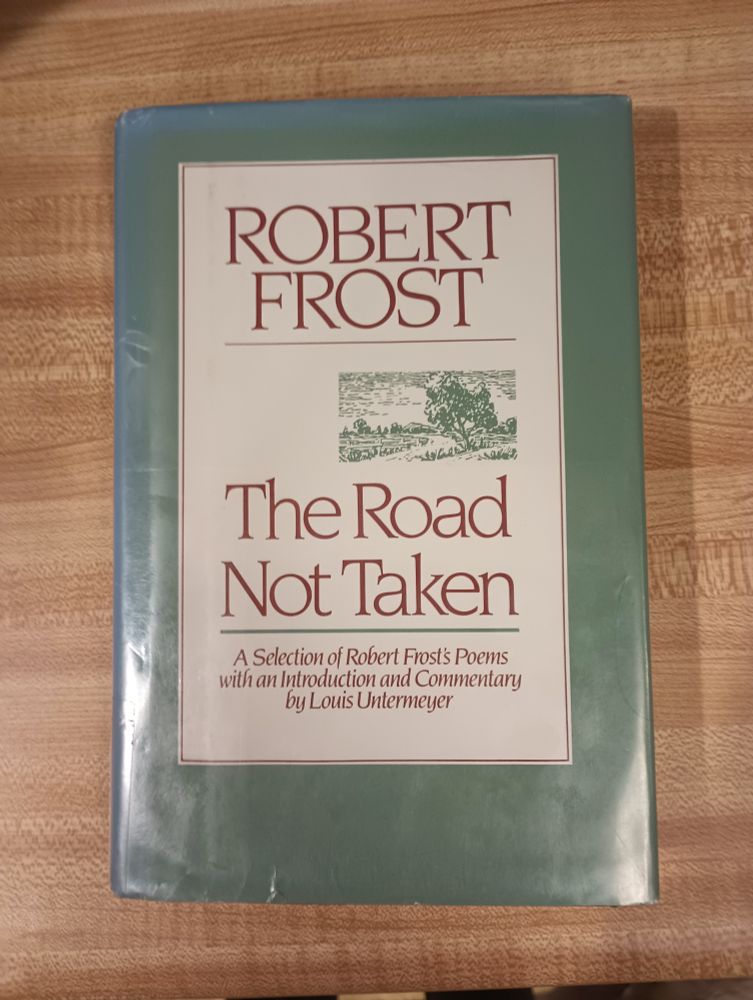 ROBERT
FROST
The Road
Not Taken
A Selection of Robert Frost's Poems
with an Introduction and Commentary
by Louis Untermeyer